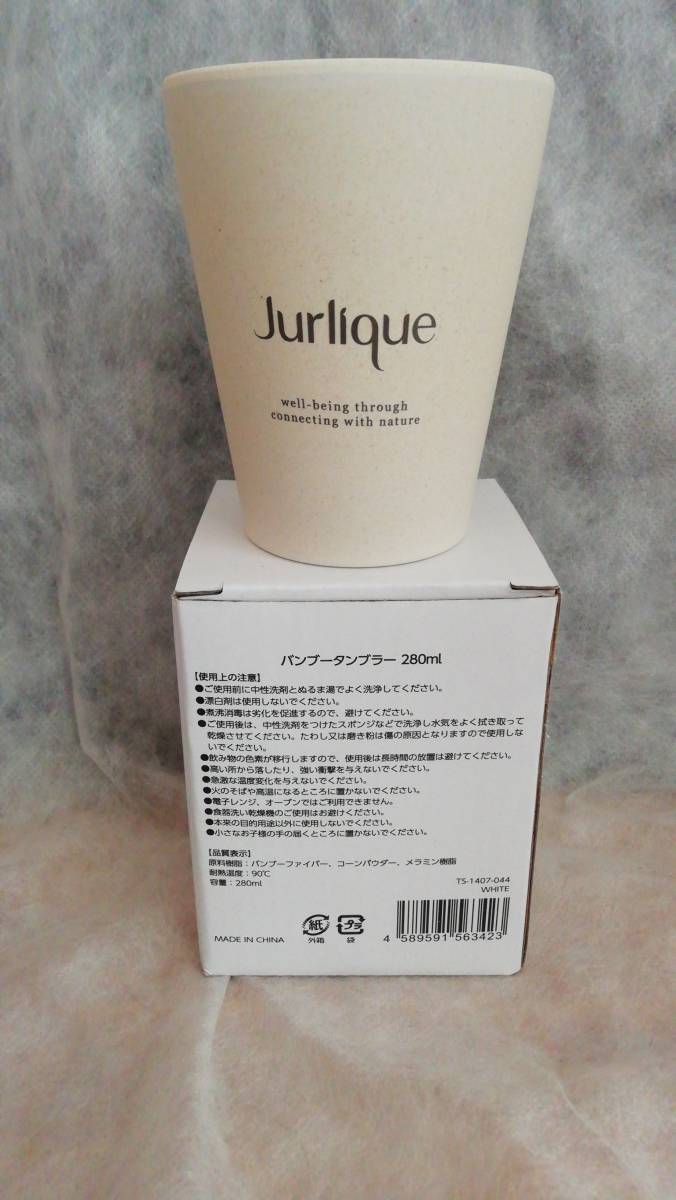 Jurlique
well-being through
connecting with nature
バンブータンブラー 280ml
【使用上の注意】
●ご使用前に中性洗剤とぬるま湯でよく洗浄してください。
●漂白剤は使用しないでください。
●煮沸消毒は劣化を促進するので、避けてください。
●ご使用後は、中性洗剤をつけたスポンジなどで洗浄し水気をよく拭き取って
乾燥させてください。たわし又は磨き粉は傷の原因となりますので使用しな
いでください。
●飲み物の色素が移行しますので、使用後は長時間の放置は避けてください。
●高い所から落したり、強い衝撃を与えないでください。
●急激な温度変化を与えないでください。
●火のそばや高温になるところに置かないでください。
●電子レンジ、オーブンではご利用できません。
●食器洗い乾燥機のご使用はお避けください。
●本来の目的用途以外に使用しないでください。
●小さなお子様の手の届くところに置かないでください。
【品質表示】
原料樹脂：バンブーファイバー、コーンパウダー、メラミン樹脂
耐熱温度：90℃
容量：280ml
TS-1407-044
WHITE
MADE IN CHINA
紙
外箱
プラ
袋
4 589591 563423